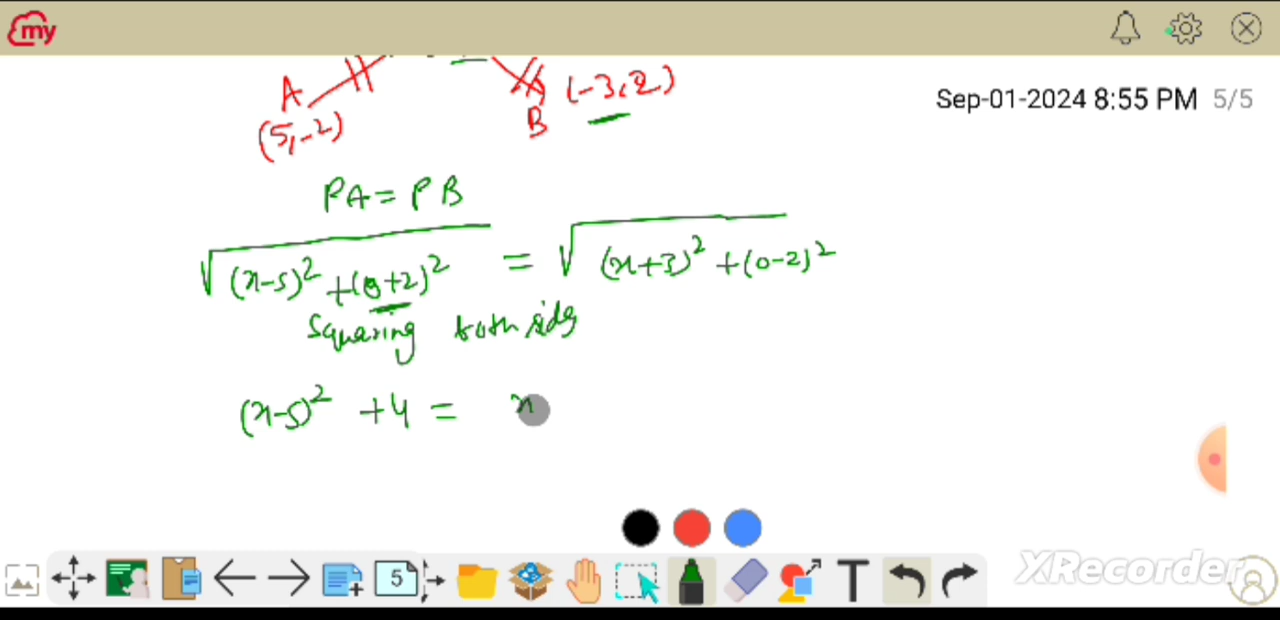 my
Sep-01-2024 8:55 PM 5/5
A
(5,-2)
B
(-3,2)
PA = PB
√(x-5)² + (0+2)² = √(x+3)² + (0-2)²
Squaring both sides
(x-5)² + 4 = x
5
T
XRecorder